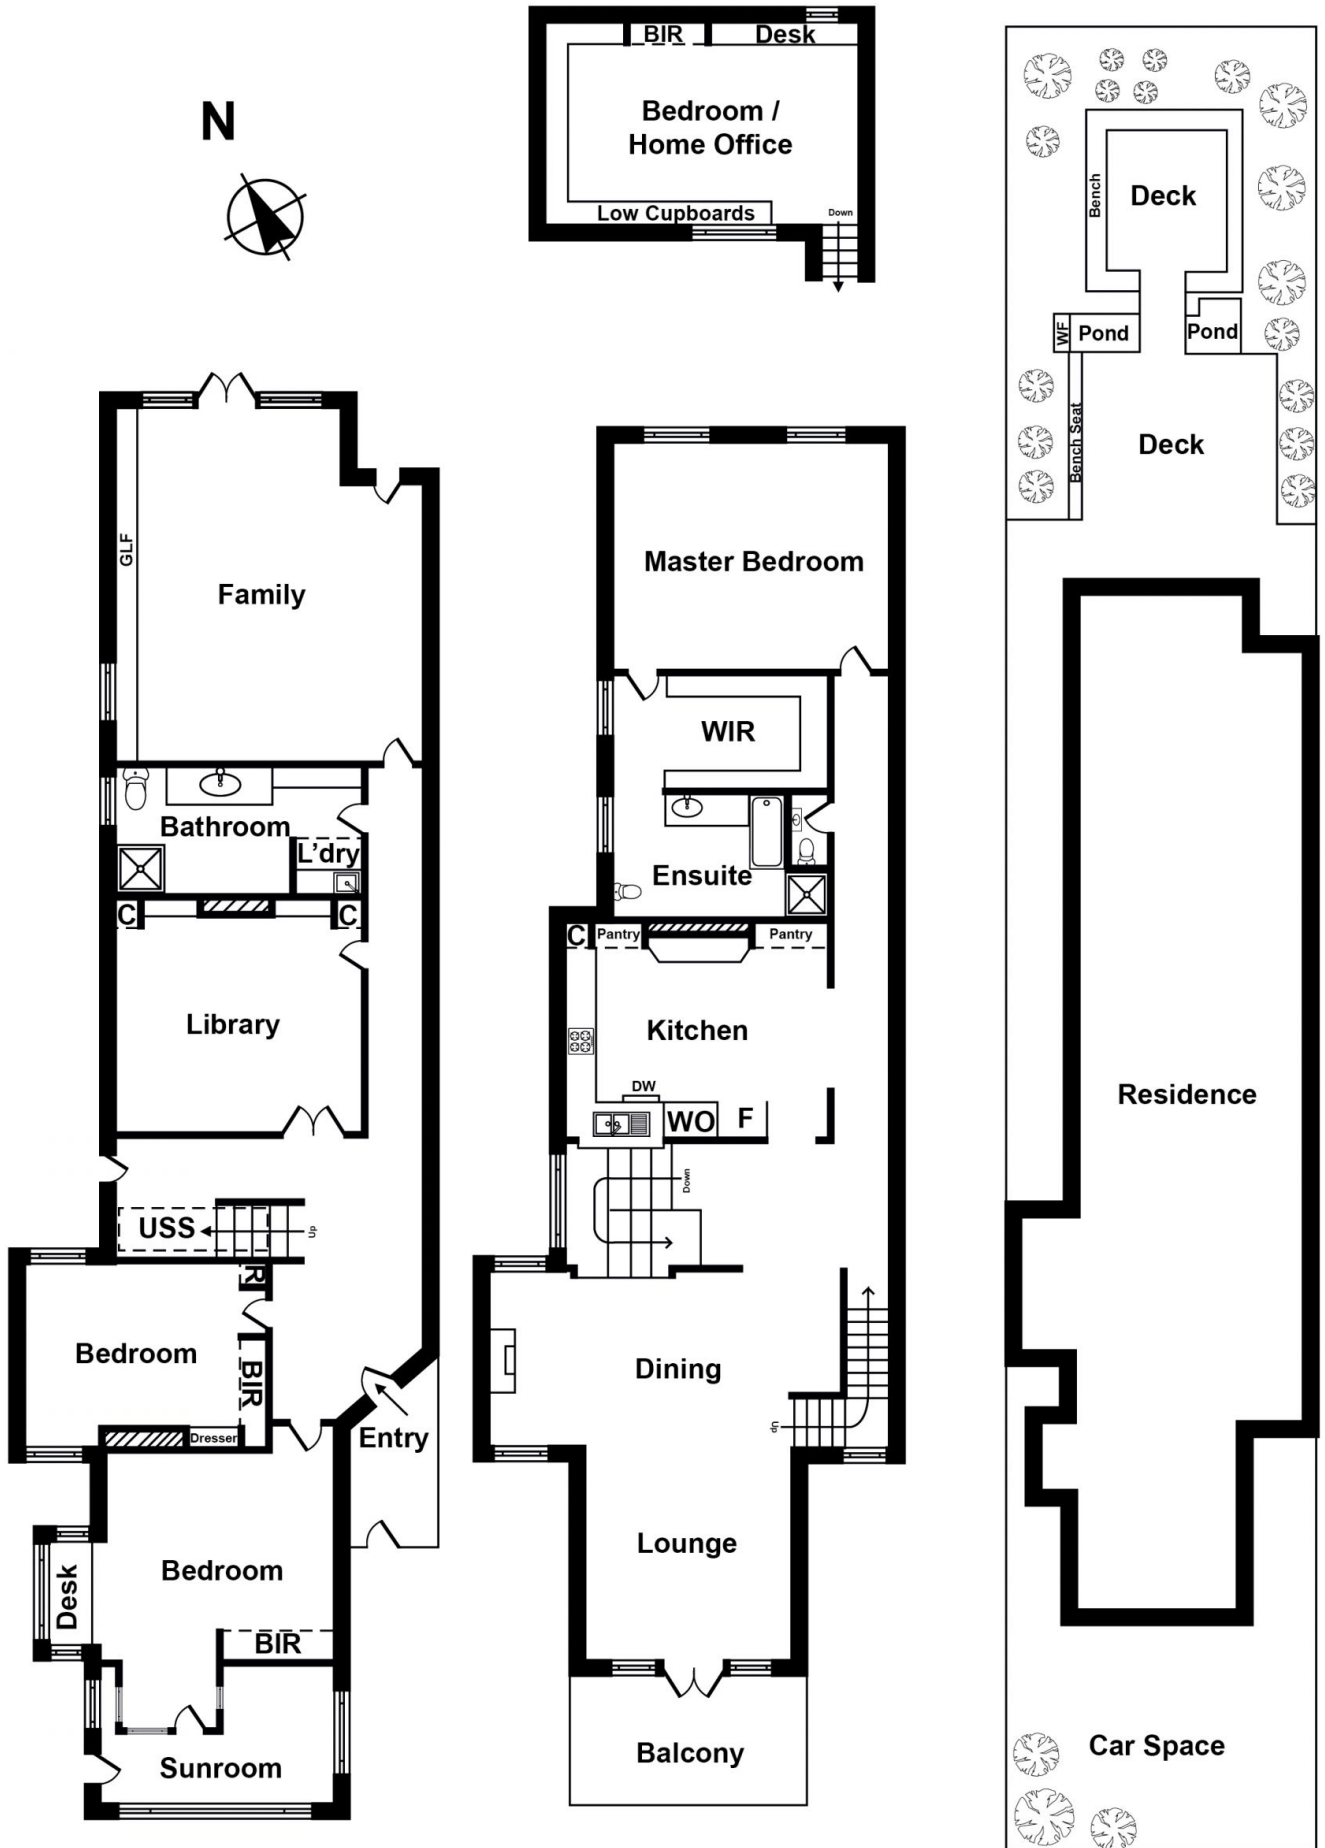 N
BIR
Desk
Bedroom /
Home Office
Low Cupboards
Down
GLF
Family
Bathroom
L'dry
C
C
Library
USS
Up
R
Bedroom
BIR
Dresser
Entry
Bedroom
Desk
BIR
Sunroom
Master Bedroom
WIR
Ensuite
C
Pantry
Pantry
Kitchen
DW
WO
F
Down
Dining
Up
Lounge
Balcony
Bench
Deck
WF
Pond
Pond
Bench Seat
Deck
Residence
Car Space